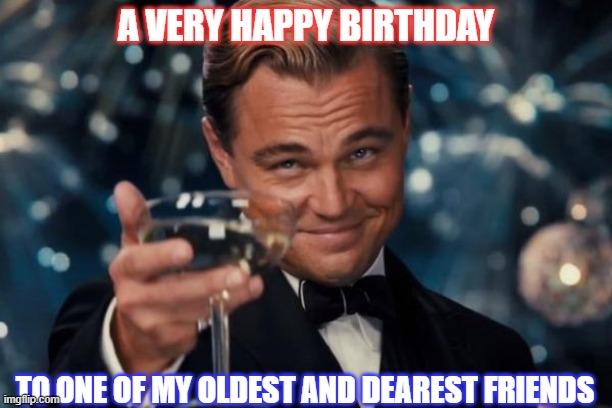 A VERY HAPPY BIRTHDAY
TO ONE OF MY OLDEST AND DEAREST FRIENDS
imgflip.com